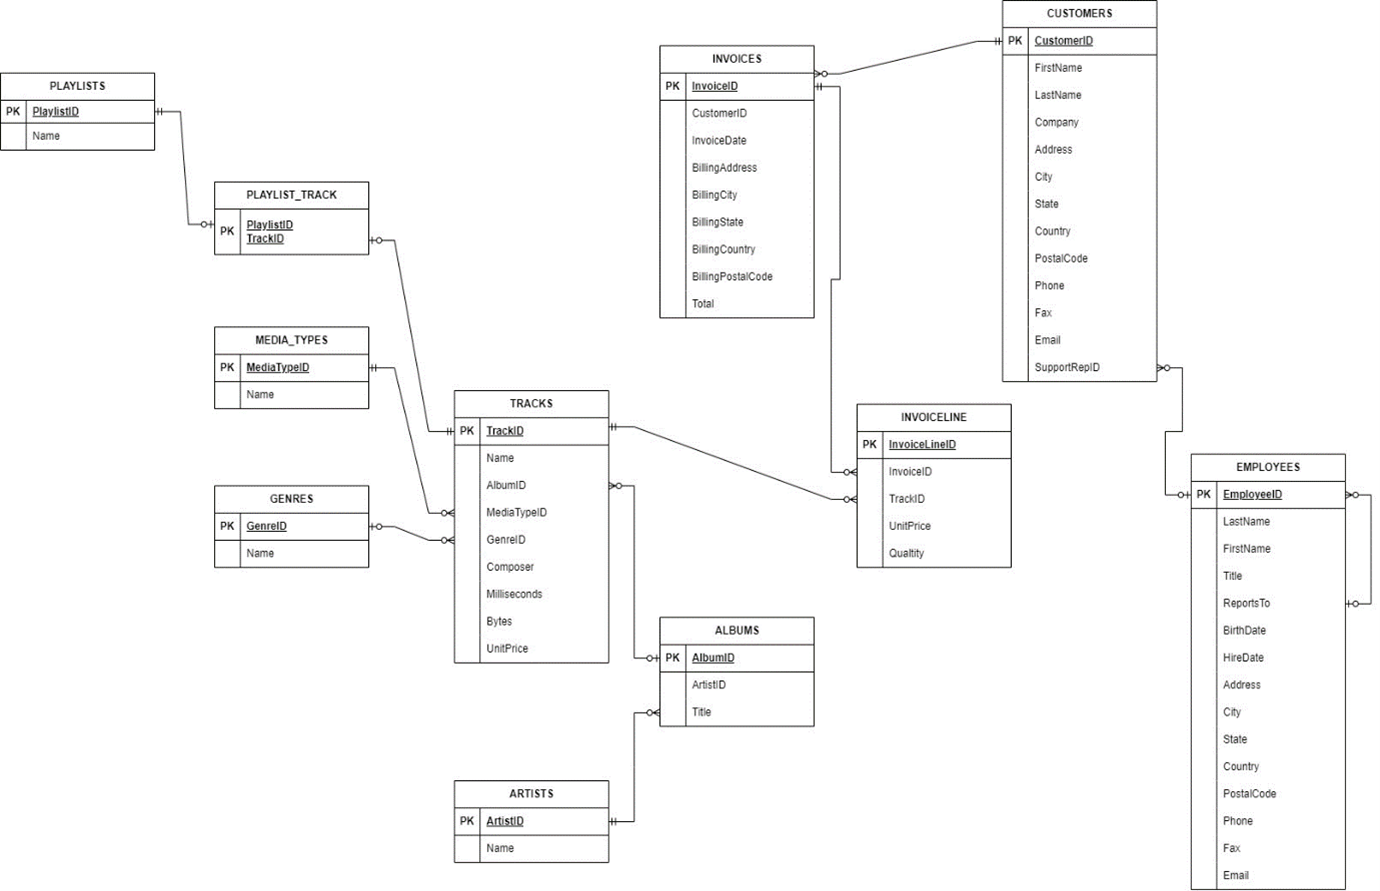 PLAYLISTS
PK PlaylistID
Name
PLAYLIST_TRACK
PK PlaylistID
TrackID
MEDIA_TYPES
PK MediaTypeID
Name
GENRES
PK GenreID
Name
TRACKS
PK TrackID
Name
AlbumID
MediaTypeID
GenreID
Composer
Milliseconds
Bytes
UnitPrice
ARTISTS
PK ArtistID
Name
INVOICES
PK InvoiceID
CustomerID
InvoiceDate
BillingAddress
BillingCity
BillingState
BillingCountry
BillingPostalCode
Total
ALBUMS
PK AlbumID
ArtistID
Title
INVOICELINE
PK InvoiceLineID
InvoiceID
TrackID
UnitPrice
Qualtity
CUSTOMERS
PK CustomerID
FirstName
LastName
Company
Address
City
State
Country
PostalCode
Phone
Fax
Email
SupportRepID
EMPLOYEES
PK EmployeeID
LastName
FirstName
Title
ReportsTo
BirthDate
HireDate
Address
City
State
Country
PostalCode
Phone
Fax
Email